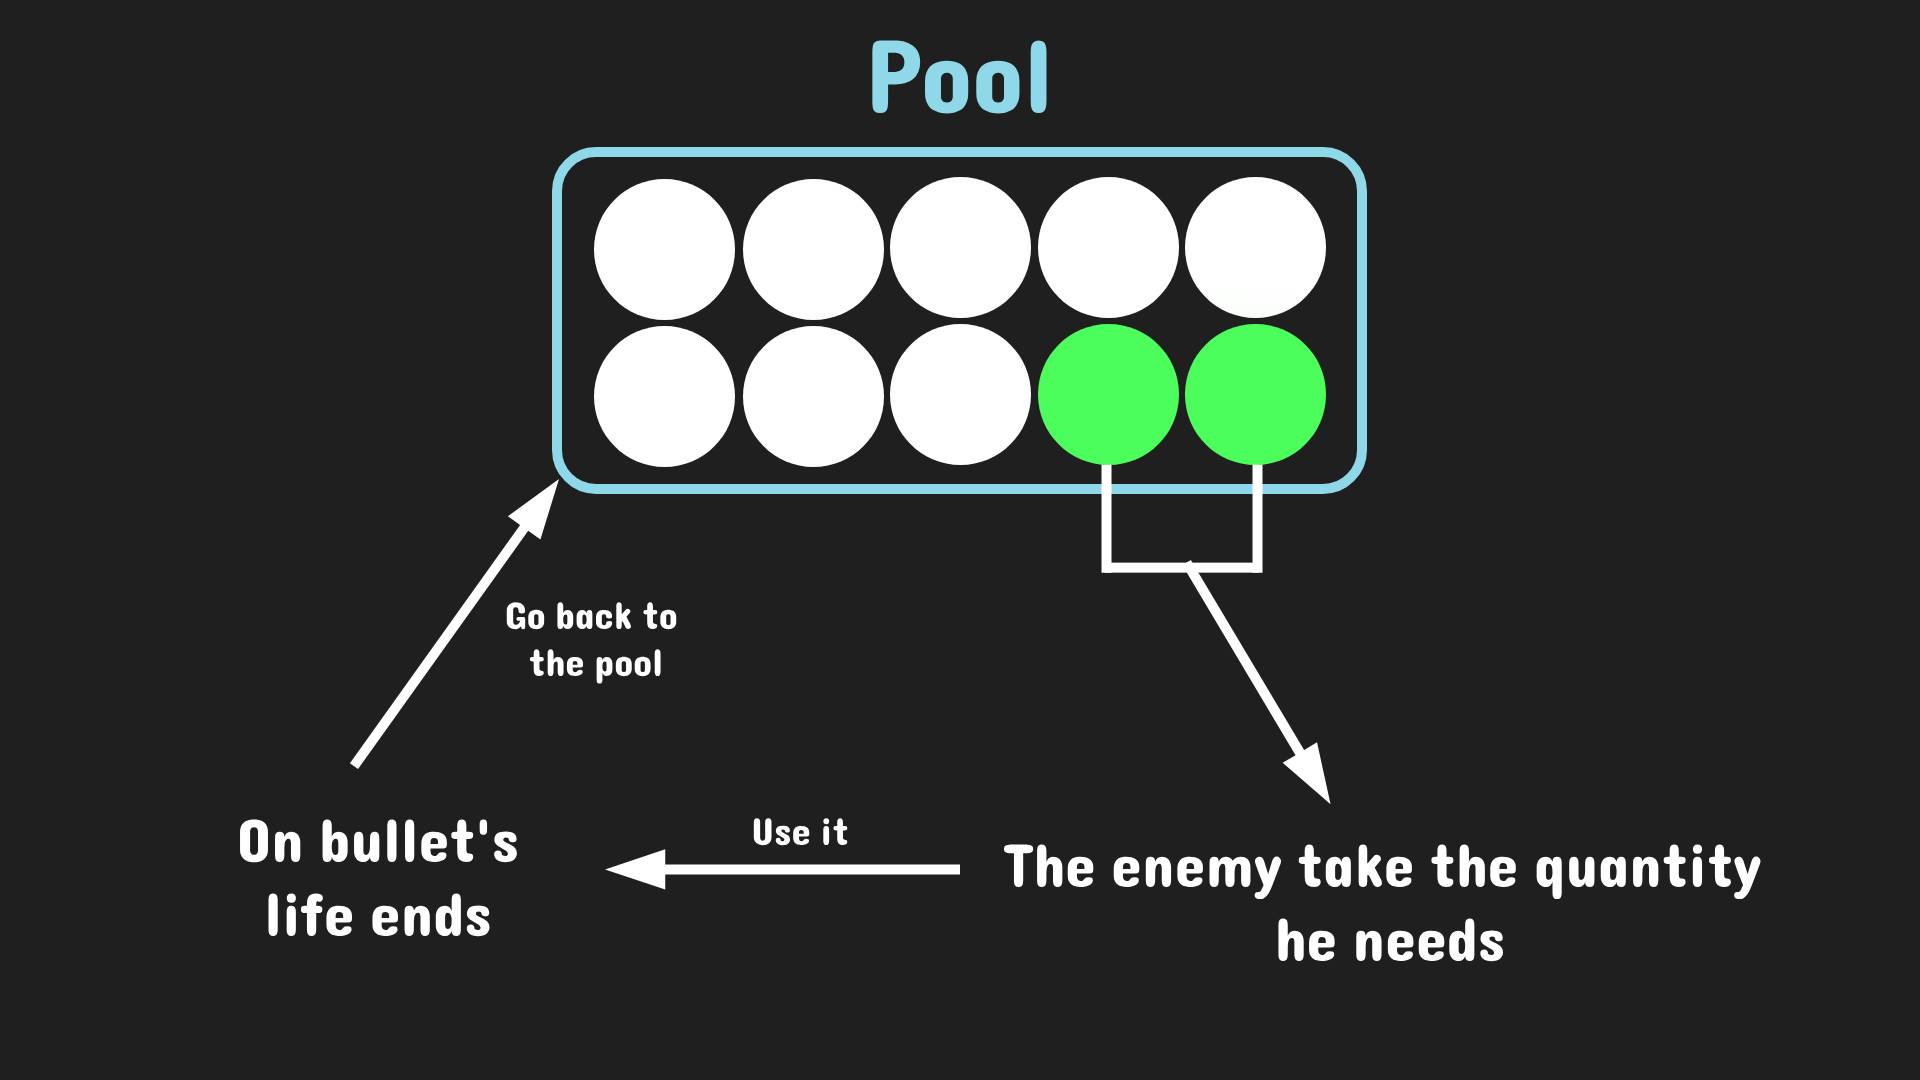 Pool
Go back to
the pool
Use it
On bullet's
life ends
The enemy take the quantity
he needs